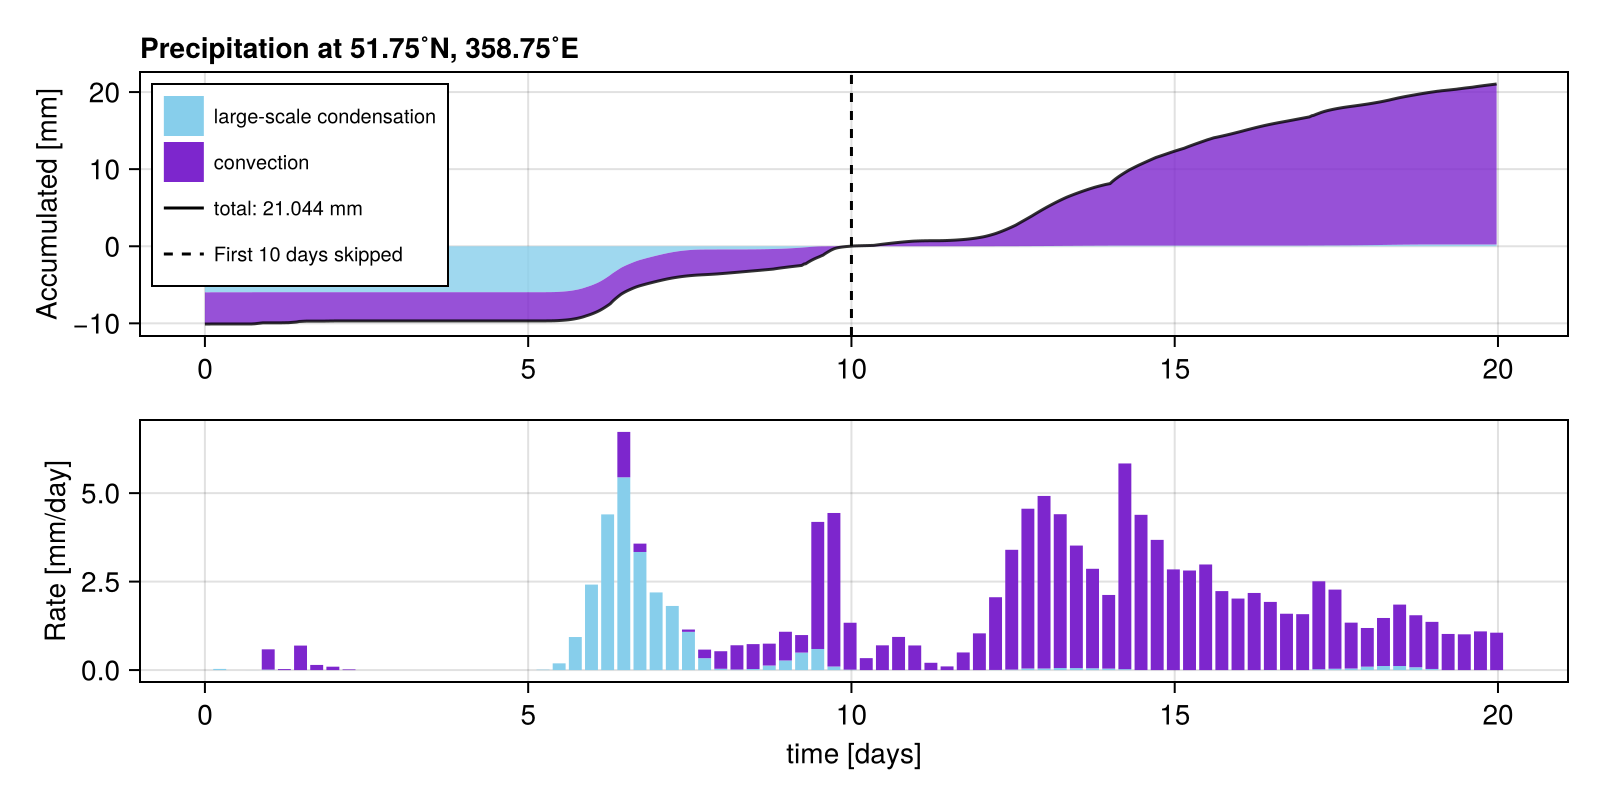 Precipitation at 51.75˚N, 358.75˚E
Accumulated [mm]
20
10
0
−10
large-scale condensation
convection
total: 21.044 mm
First 10 days skipped
0 5 10 15 20
Rate [mm/day]
5.0
2.5
0.0
0 5 10 15 20
time [days]